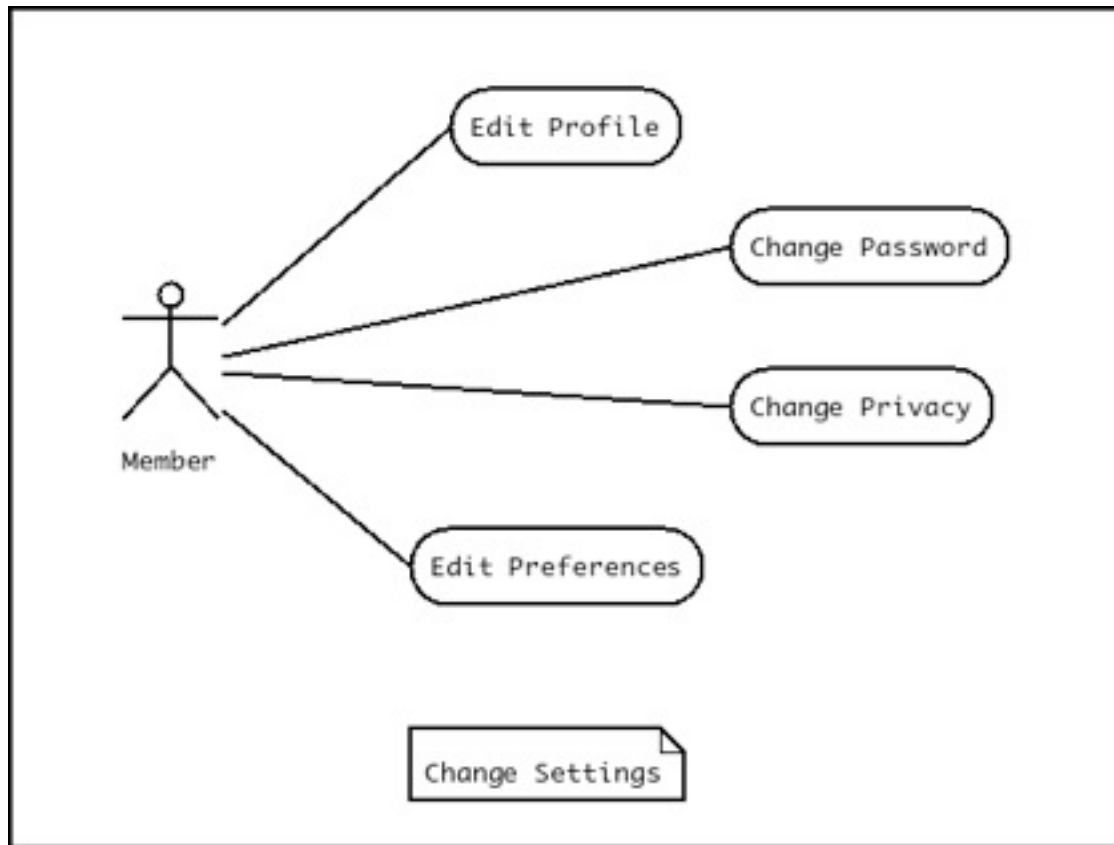 Edit Profile
Change Password
Change Privacy
Member
Edit Preferences
Change Settings